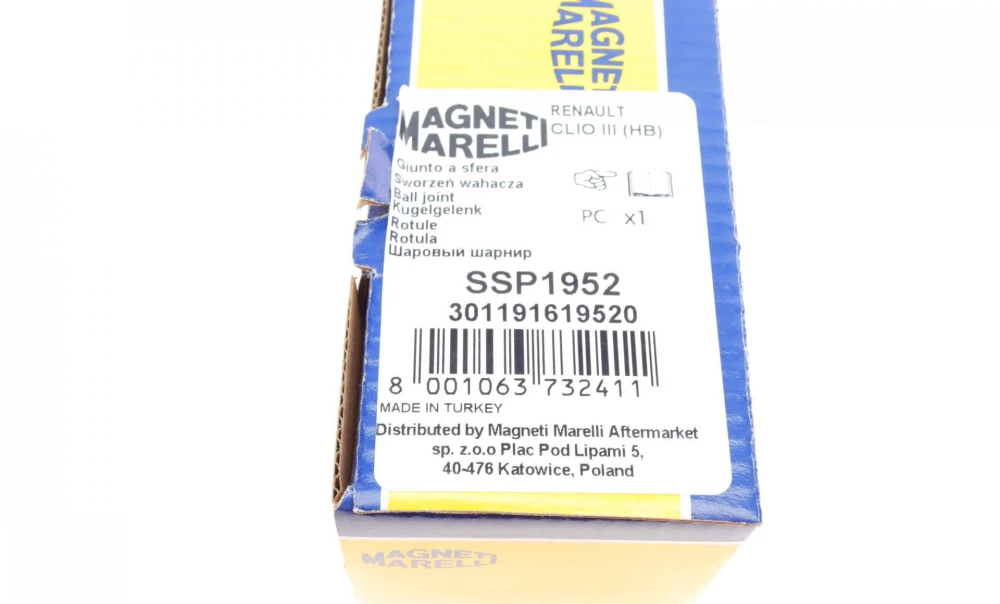 MAGNETI
MARELLI
MAGNETI
MARELLI
RENAULT
CLIO III (HB)
Giunto a sfera
Sworzeń wahacza
Ball joint
Kugelgelenk
Rotule
Rotula
Шаровый шарнир
PC x1
SSP1952
301191619520
8 001063 732411
MADE IN TURKEY
Distributed by Magneti Marelli Aftermarket
sp. z.o.o Plac Pod Lipami 5,
40-476 Katowice, Poland
MAGNETI
MARELLI